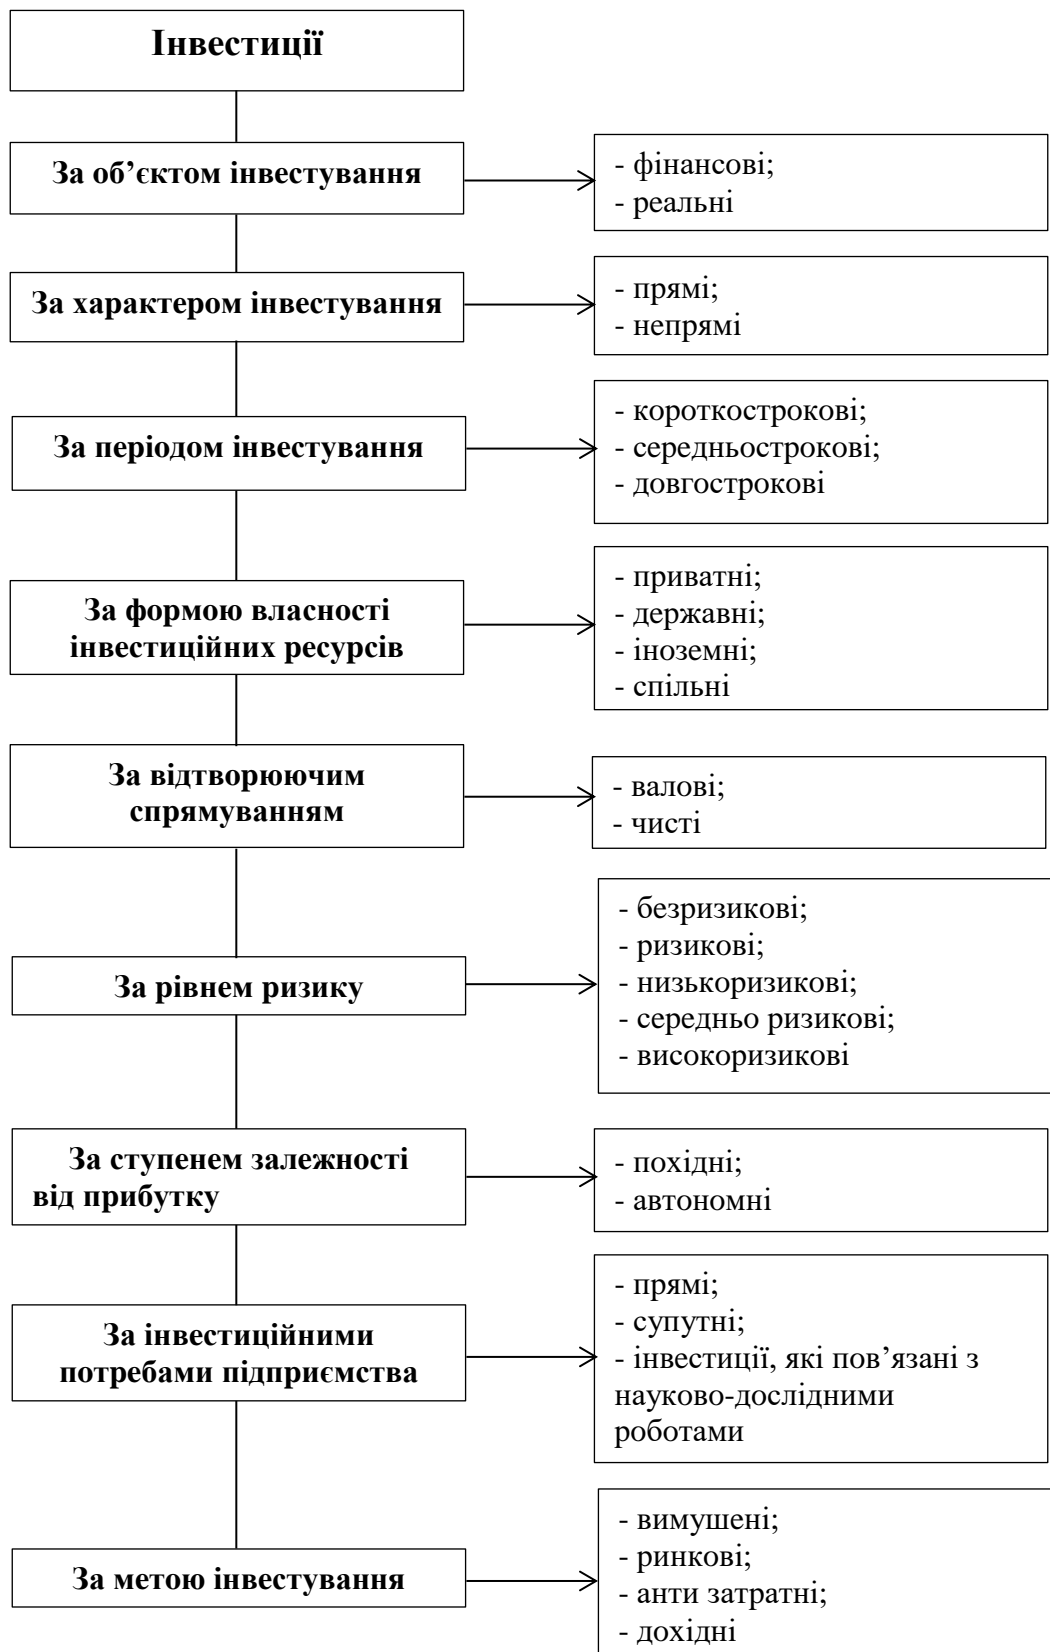 Інвестиції
За об’єктом інвестування
- фінансові;
- реальні
За характером інвестування
- прямі;
- непрямі
За періодом інвестування
- короткострокові;
- середньострокові;
- довгострокові
За формою власності
інвестиційних ресурсів
- приватні;
- державні;
- іноземні;
- спільні
За відтворюючим
спрямуванням
- валові;
- чисті
За рівнем ризику
- безризикові;
- ризикові;
- низькоризикові;
- середньо ризикові;
- високоризикові
За ступенем залежності
від прибутку
- похідні;
- автономні
За інвестиційними
потребами підприємства
- прямі;
- супутні;
- інвестиції, які пов’язані з
науково-дослідними
роботами
За метою інвестування
- вимушені;
- ринкові;
- анти затратні;
- дохідні